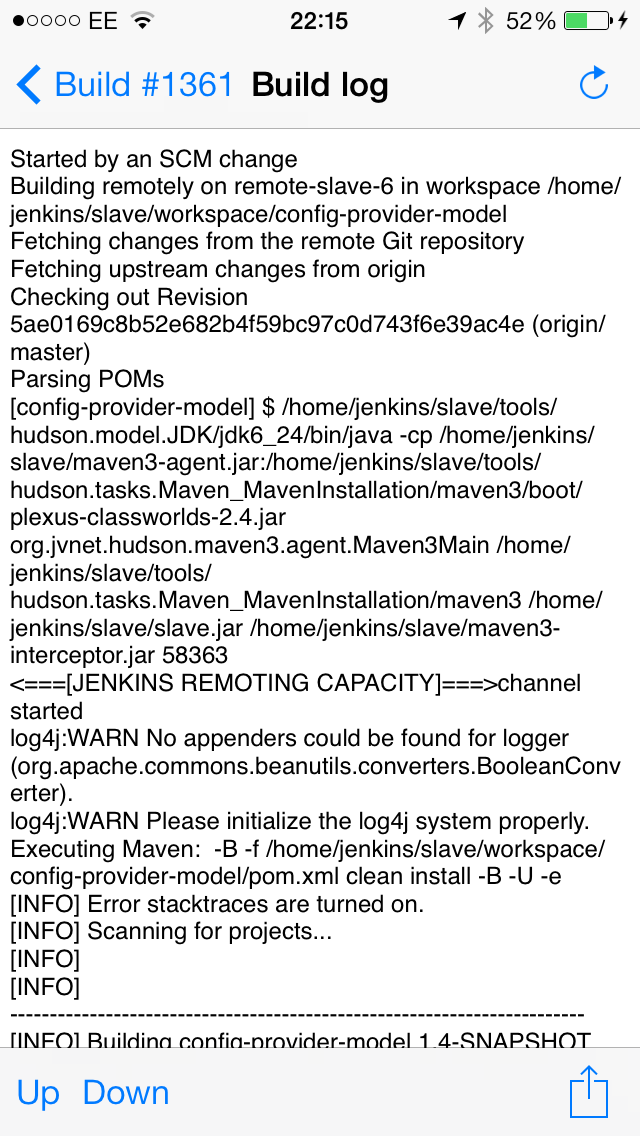 EE 22:15 52%
Build #1361 Build log
Started by an SCM change
Building remotely on remote-slave-6 in workspace /home/
jenkins/slave/workspace/config-provider-model
Fetching changes from the remote Git repository
Fetching upstream changes from origin
Checking out Revision
5ae0169c8b52e682b4f59bc97c0d743f6e39ac4e (origin/
master)
Parsing POMs
[config-provider-model] $ /home/jenkins/slave/tools/
hudson.model.JDK/jdk6_24/bin/java -cp /home/jenkins/
slave/maven3-agent.jar:/home/jenkins/slave/tools/
hudson.tasks.Maven_MavenInstallation/maven3/boot/
plexus-classworlds-2.4.jar
org.jvnet.hudson.maven3.agent.Maven3Main /home/
jenkins/slave/tools/
hudson.tasks.Maven_MavenInstallation/maven3 /home/
jenkins/slave/slave.jar /home/jenkins/slave/maven3-
interceptor.jar 58363
<===[JENKINS REMOTING CAPACITY]===>channel
started
log4j:WARN No appenders could be found for logger
(org.apache.commons.beanutils.converters.BooleanConv
erter).
log4j:WARN Please initialize the log4j system properly.
Executing Maven:  -B -f /home/jenkins/slave/workspace/
config-provider-model/pom.xml clean install -B -U -e
[INFO] Error stacktraces are turned on.
[INFO] Scanning for projects...
[INFO]
[INFO]
------------------------------------------------------------------------
[INFO] Building config-provider-model 1.4-SNAPSHOT
Up Down